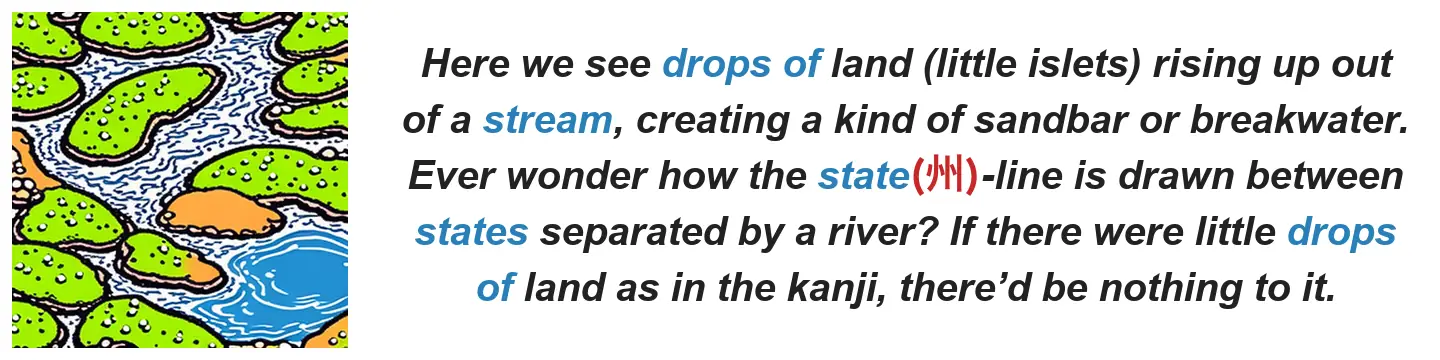 Here we see drops of land (little islets) rising up out
of a stream, creating a kind of sandbar or breakwater.
Ever wonder how the state(州)-line is drawn between
states separated by a river? If there were little drops
of land as in the kanji, there’d be nothing to it.